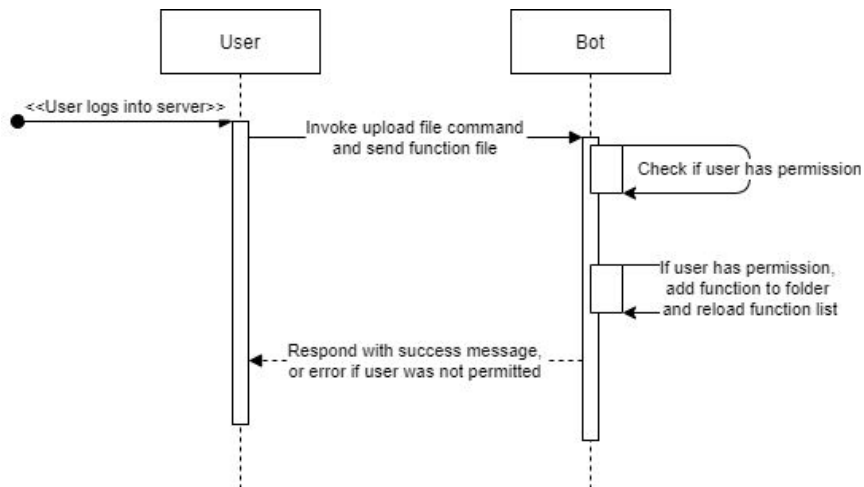 User
Bot
<<User logs into server>>
Invoke upload file command
and send function file
Check if user has permission
If user has permission,
add function to folder
and reload function list
Respond with success message,
or error if user was not permitted